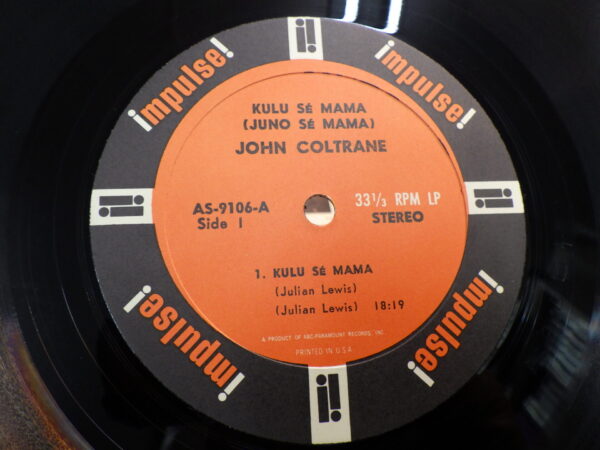 impulse!
impulse!
KULU SÉ MAMA
(JUNO SÉ MAMA)
JOHN COLTRANE
AS-9106-A
Side 1
33 1/3 RPM LP
STEREO
1. KULU SÉ MAMA
(Julian Lewis)
(Julian Lewis) 18:19
A PRODUCT OF ABC-PARAMOUNT RECORDS, INC.
PRINTED IN U.S.A.
impulse!
impulse!